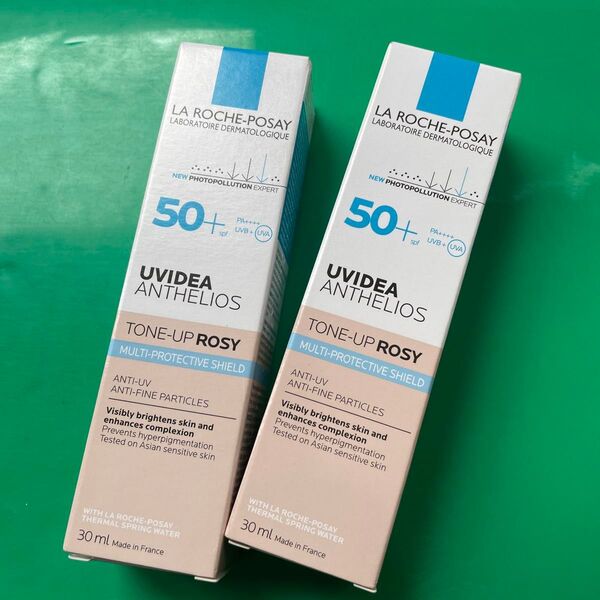 LA ROCHE-POSAY
LABORATOIRE DERMATOLOGIQUE
NEW PHOTOPOLLUTION EXPERT
50+
spf
PA++++
UVB + UVA
UVIDEA
ANTHELIOS
TONE-UP ROSY
MULTI-PROTECTIVE SHIELD
ANTI-UV
ANTI-FINE PARTICLES
Visibly brightens skin and
enhances complexion
Prevents hyperpigmentation
Tested on Asian sensitive skin
WITH LA ROCHE-POSAY
THERMAL SPRING WATER
30 ml Made in France
LA ROCHE-POSAY
LABORATOIRE DERMATOLOGIQUE
NEW PHOTOPOLLUTION EXPERT
50+
spf
PA++++
UVB + UVA
UVIDEA
ANTHELIOS
TONE-UP ROSY
MULTI-PROTECTIVE SHIELD
ANTI-UV
ANTI-FINE PARTICLES
Visibly brightens skin and
enhances complexion
Prevents hyperpigmentation
Tested on Asian sensitive skin
WITH LA ROCHE-POSAY
THERMAL SPRING WATER
30 ml Made in France